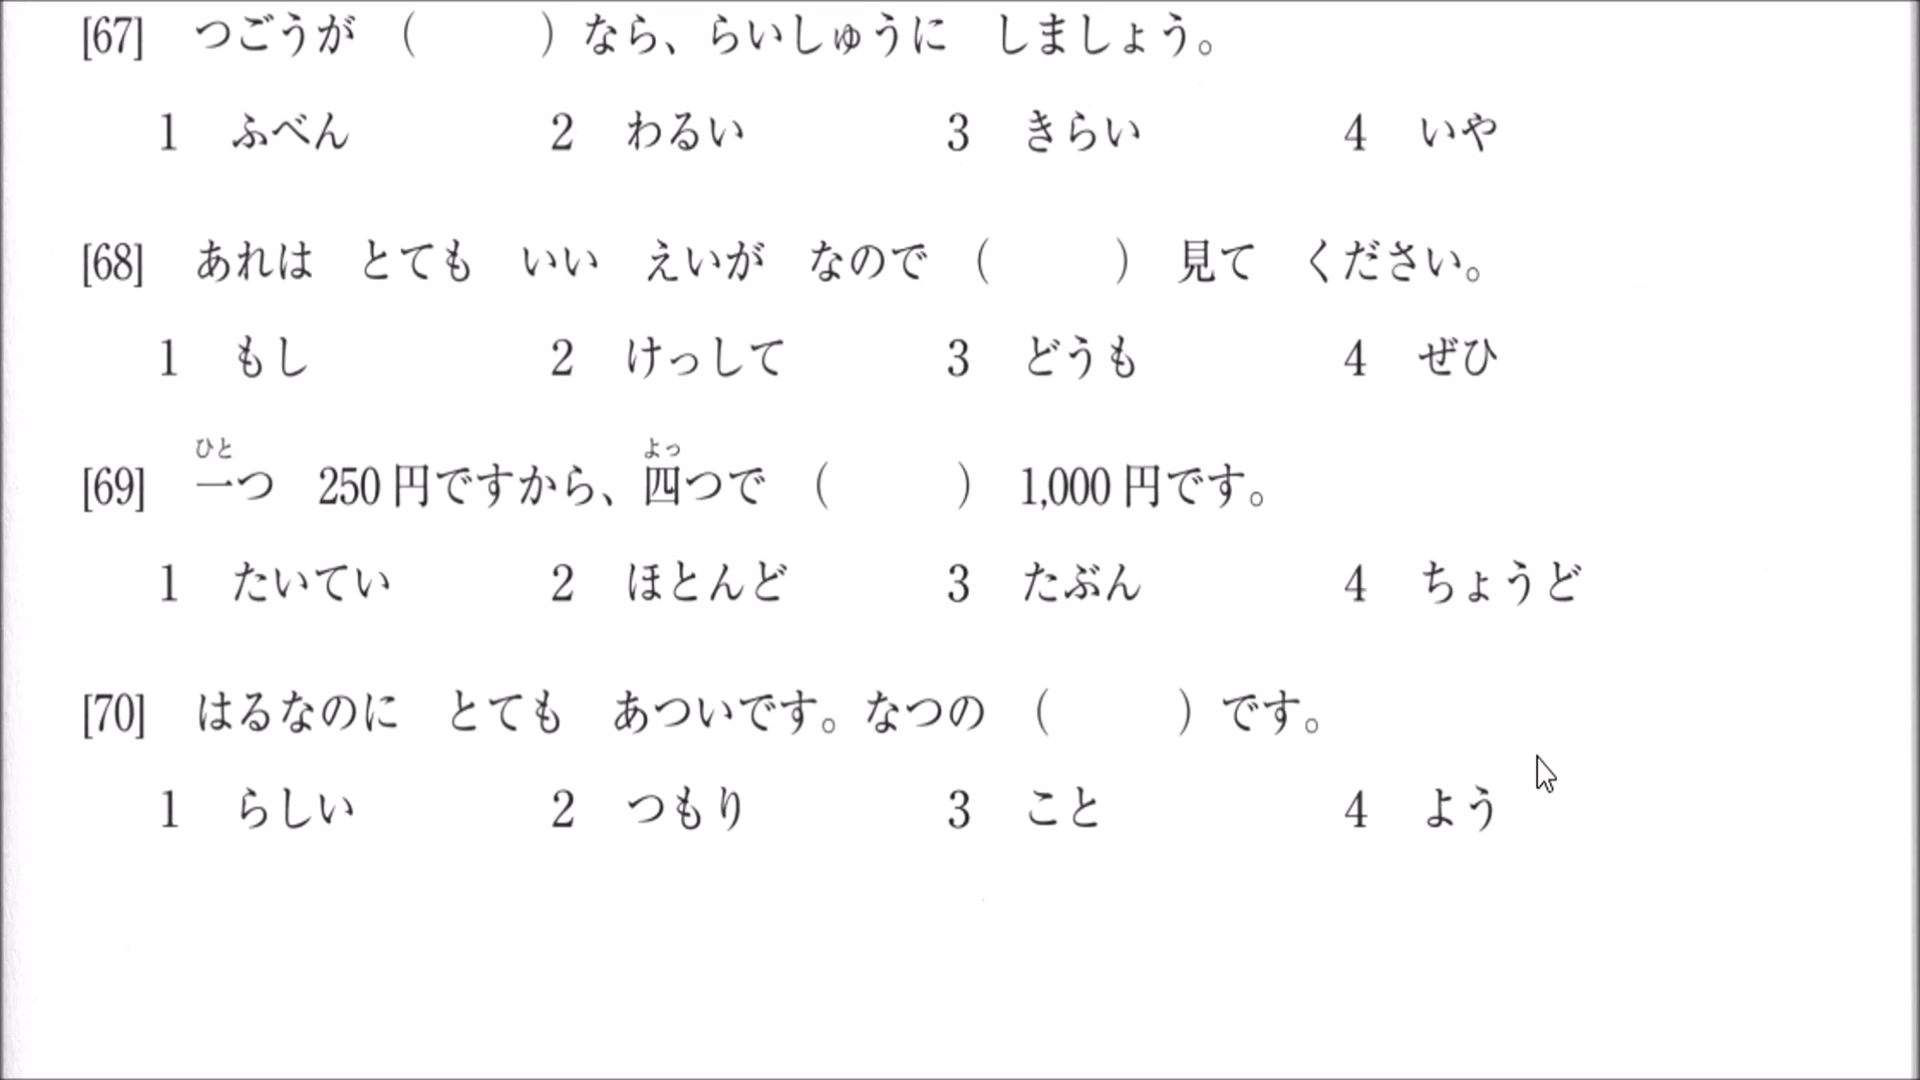 [67] つごうが （　　　）なら、らいしゅうに しましょう。
1 ふべん 2 わるい 3 きらい 4 いや
[68] あれは とても いい えいが なので （　　　） 見て ください。
1 もし 2 けっして 3 どうも 4 ぜひ
ひと よっ
[69] 一つ 250円ですから、四つで （　　　） 1,000円です。
1 たいてい 2 ほとんど 3 たぶん 4 ちょうど
[70] はるなのに とても あついです。なつの （　　　）です。
1 らしい 2 つもり 3 こと 4 よう